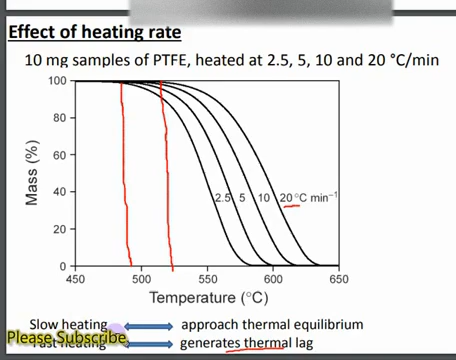 Effect of heating rate
10 mg samples of PTFE, heated at 2.5, 5, 10 and 20 °C/min
100
80
60
40
20
0
Mass (%)
2.5 5 10 20 °C min⁻¹
450 500 550 600 650
Temperature (°C)
Slow heating approach thermal equilibrium
Please Subscribe
Fast heating generates thermal lag